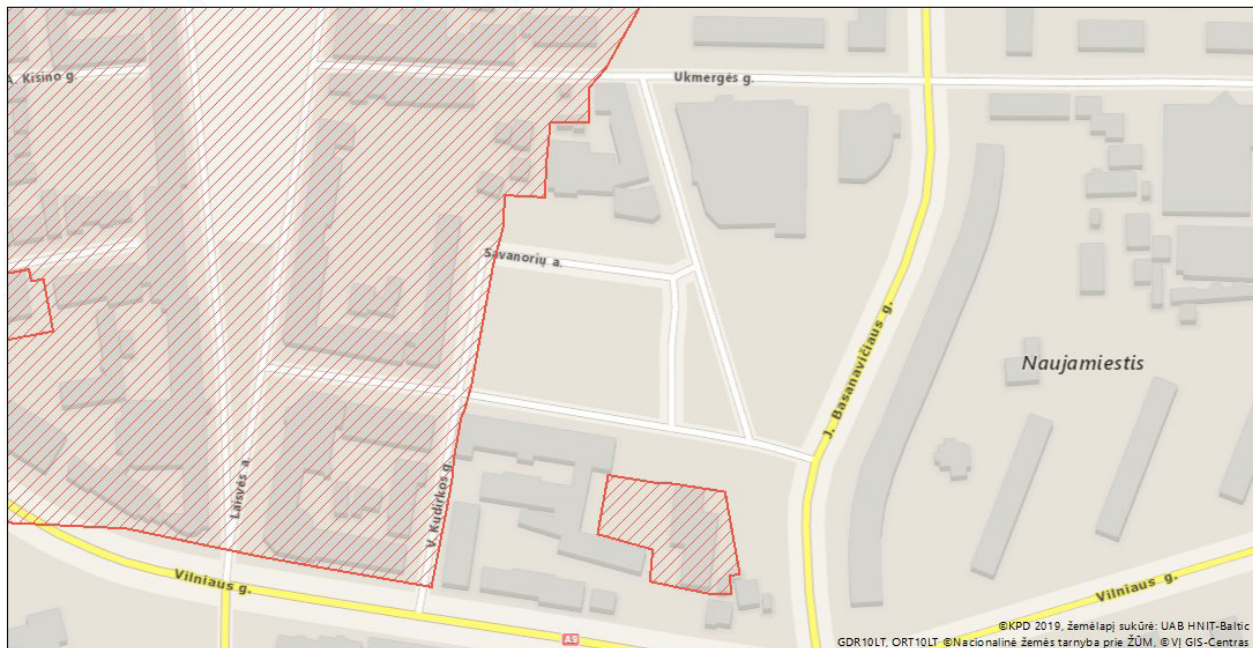 A. Kisino g.
Ukmergės g.
Savanorių a.
J. Basanavičiaus g.
Naujamiestis
Laisvės a.
V. Kudirkos g.
Vilniaus g.
Vilniaus g.
A9
©KPD 2019, žemėlapį sukūrė: UAB HNIT-Baltic
GDR10LT, ORT10LT ©Nacionalinė žemės tarnyba prie ŽŪM, ©VĮ GIS-Centras